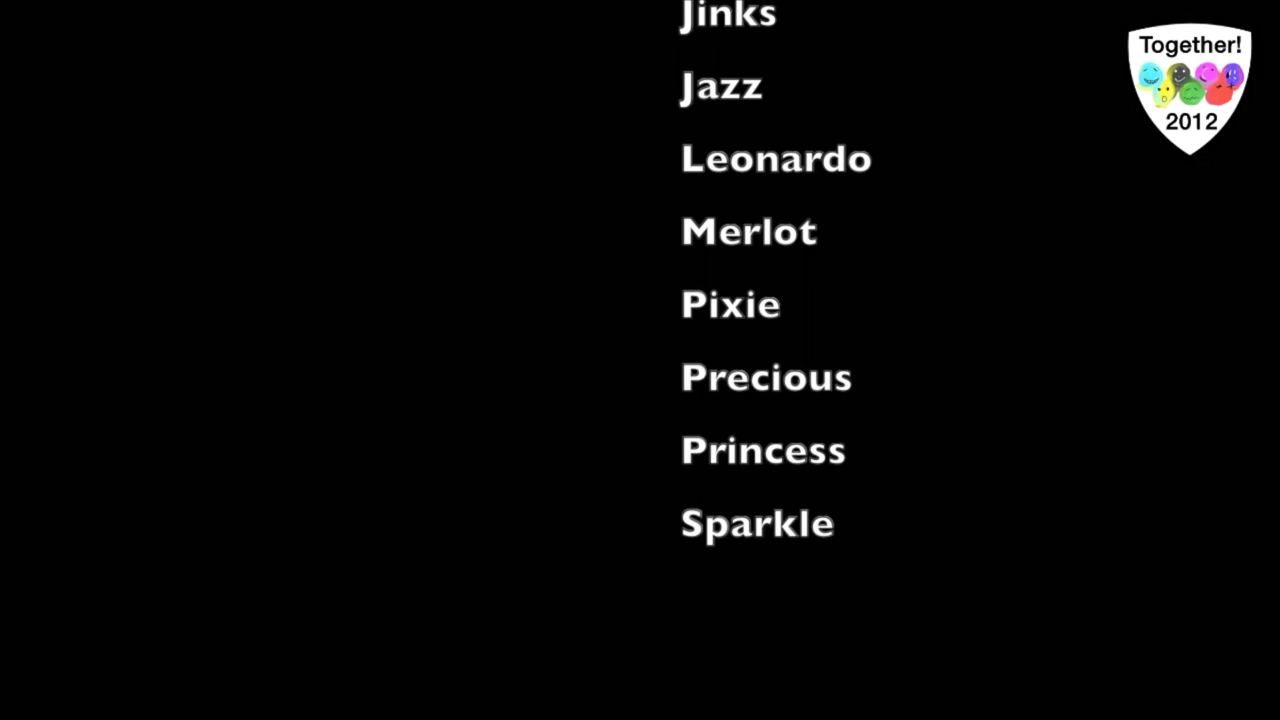 Jinks
Jazz
Leonardo
Merlot
Pixie
Precious
Princess
Sparkle
Together!
2012